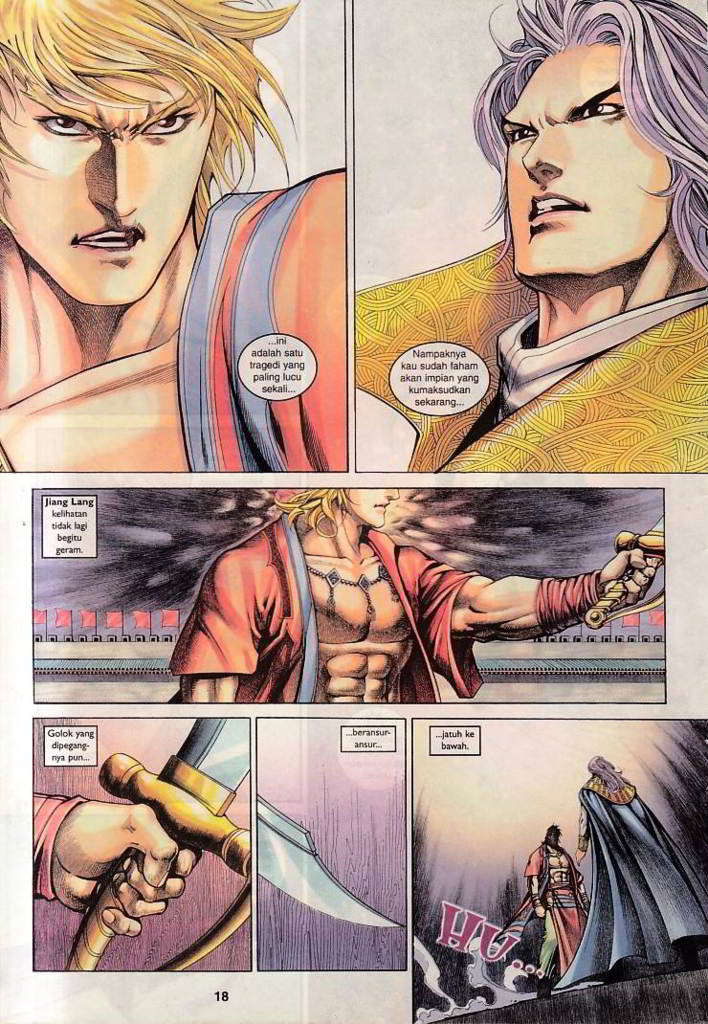 ...ini
adalah satu
tragedi yang
paling lucu
sekali...
Nampaknya
kau sudah faham
akan impian yang
kumaksudkan
sekarang...
Jiang Lang
kelihatan
tidak lagi
begitu
geram.
Golok yang
dipegang-
nya pun...
...beransur-
ansur...
...jatuh ke
bawah.
HU...
18